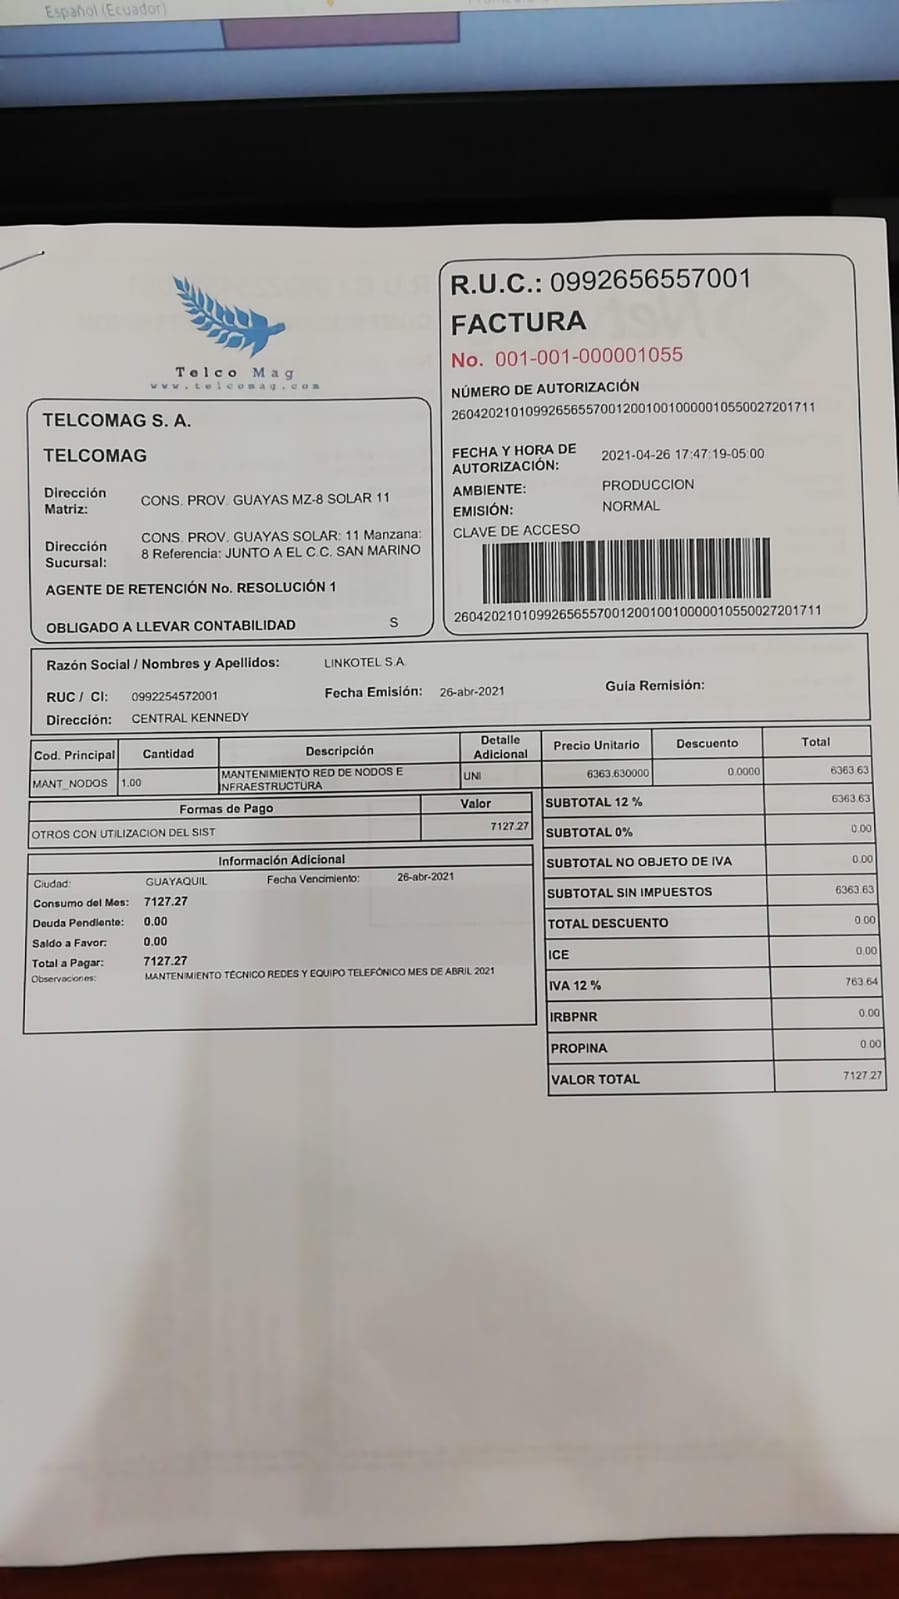 Español (Ecuador)
Telco Mag
www.telcomag.com
TELCOMAG S. A.
TELCOMAG
Dirección Matriz: CONS. PROV. GUAYAS MZ-8 SOLAR 11
Dirección Sucursal: CONS. PROV. GUAYAS SOLAR: 11 Manzana:
8 Referencia: JUNTO A EL C.C. SAN MARINO
AGENTE DE RETENCIÓN No. RESOLUCIÓN 1
OBLIGADO A LLEVAR CONTABILIDAD S
R.U.C.: 0992656557001
FACTURA
No. 001-001-000001055
NÚMERO DE AUTORIZACIÓN
2604202101099265655700120010010000010550027201711
FECHA Y HORA DE
AUTORIZACIÓN: 2021-04-26 17:47:19-05:00
AMBIENTE: PRODUCCION
EMISIÓN: NORMAL
CLAVE DE ACCESO
2604202101099265655700120010010000010550027201711
Razón Social / Nombres y Apellidos: LINKOTEL S.A.
RUC / CI: 0992254572001 Fecha Emisión: 26-abr-2021 Guía Remisión:
Dirección: CENTRAL KENNEDY
Cod. Principal Cantidad Descripción Detalle Adicional Precio Unitario Descuento Total
MANT_NODOS 1.00 MANTENIMIENTO RED DE NODOS E
NFRAESTRUCTURA UNI 6363.630000 0.0000 6363.63
Formas de Pago Valor
OTROS CON UTILIZACION DEL SIST 7127.27
Información Adicional
Ciudad: GUAYAQUIL Fecha Vencimiento: 26-abr-2021
Consumo del Mes: 7127.27
Deuda Pendiente: 0.00
Saldo a Favor: 0.00
Total a Pagar: 7127.27
Observaciones: MANTENIMIENTO TÉCNICO REDES Y EQUIPO TELEFÓNICO MES DE ABRIL 2021
SUBTOTAL 12 % 6363.63
SUBTOTAL 0% 0.00
SUBTOTAL NO OBJETO DE IVA 0.00
SUBTOTAL SIN IMPUESTOS 6363.63
TOTAL DESCUENTO 0.00
ICE 0.00
IVA 12 % 763.64
IRBPNR 0.00
PROPINA 0.00
VALOR TOTAL 7127.27